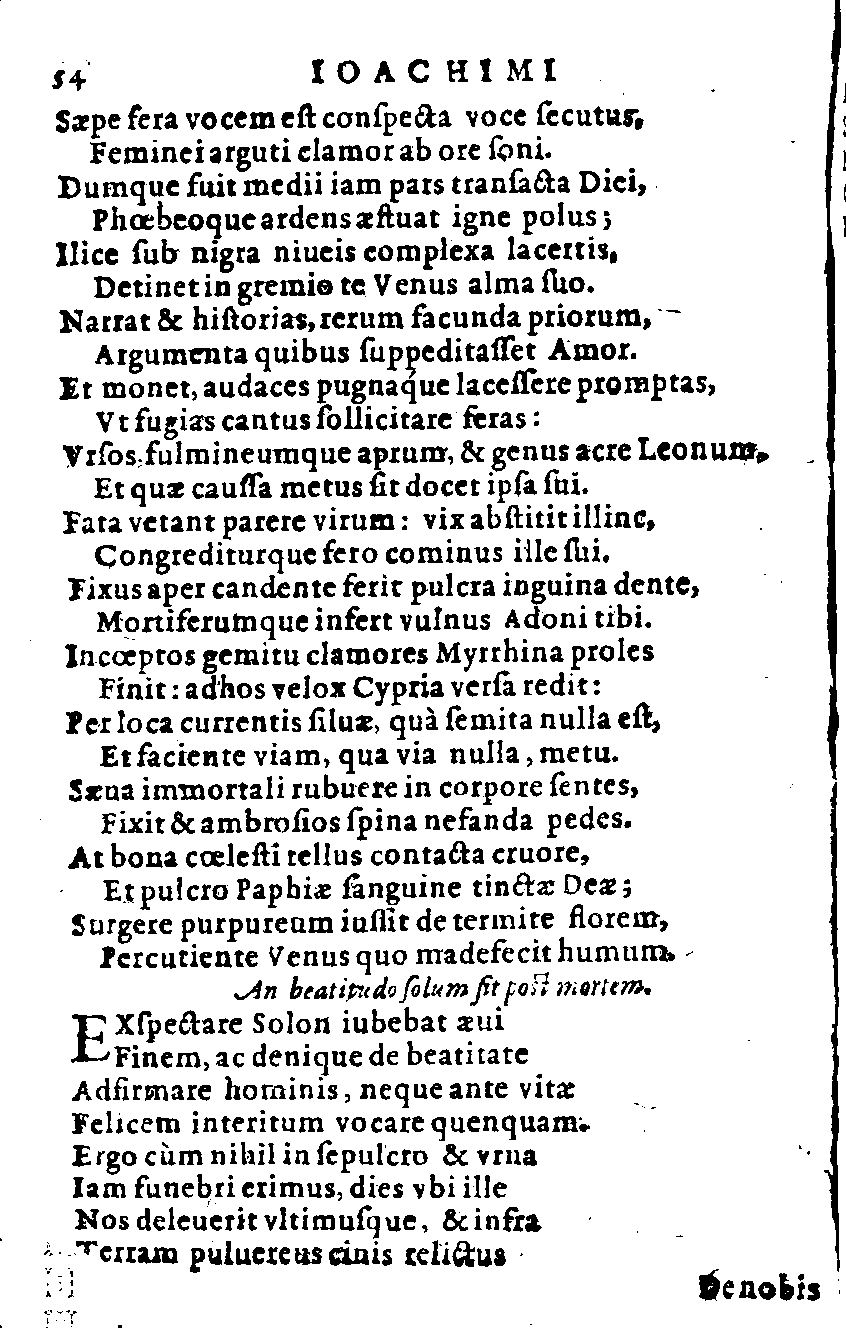 54 IOACHIMI
Sæpe fera vocem eſt conſpecta voce ſecutus,
Feminei arguti clamor ab ore ſoni.
Dumque fuit medii iam pars tranſacta Diei,
Phœbeoque ardens æſtuat igne polus;
Ilice ſub nigra niueis complexa lacertis,
Detinet in gremio te Venus alma ſuo.
Narrat & hiſtorias, rerum facunda priorum,
Argumenta quibus ſuppeditaſſet Amor.
Et monet, audaces pugnaque laceſſere promptas,
Vt fugias cantus ſollicitare feras:
Vrſos, fulmineumque aprum, & genus acre Leonum,
Et quæ cauſſa metus ſit docet ipſa ſui.
Fata vetant parere virum: vix abſtitit illinc,
Congrediturque fero cominus ille ſui.
Fixus aper candente ferit pulcra inguina dente,
Mortiferumque infert vulnus Adoni tibi.
Incœptos gemitu clamores Myrrhina proles
Finit: ad hos velox Cypria verſa redit:
Per loca currentis ſiluæ, quà ſemita nulla eſt,
Et faciente viam, qua via nulla, metu.
Sæua immortali rubuere in corpore ſentes,
Fixit & ambroſios ſpina nefanda pedes.
At bona cœleſti tellus contacta cruore,
Et pulcro Paphiæ ſanguine tinctæ Deæ;
Surgere purpureum iuſſit de termite florem,
Percutiente Venus quo madefecit humum.
An beatitudo ſolum ſit poſt mortem.
EXſpectare Solon iubebat æui
Finem, ac denique de beatitate
Adfirmare hominis, neque ante vitæ
Felicem interitum vocare quenquam.
Ergo cùm nihil in ſepulcro & vrna
Iam funebri erimus, dies vbi ille
Nos deleuerit vltimuſque, & infra
Terram puluereus cinis relictus
De nobis